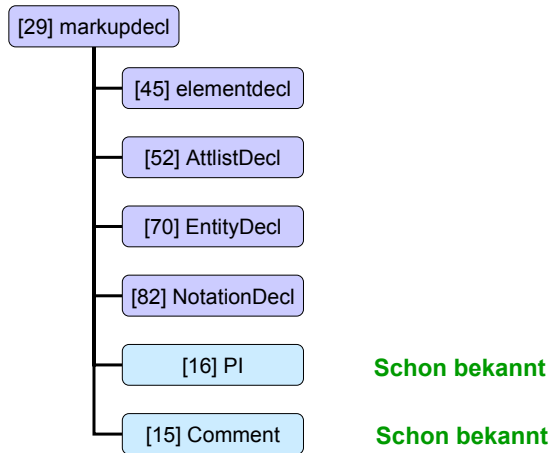 [29] markupdecl
[45] elementdecl
[52] AttlistDecl
[70] EntityDecl
[82] NotationDecl
[16] PI Schon bekannt
[15] Comment Schon bekannt